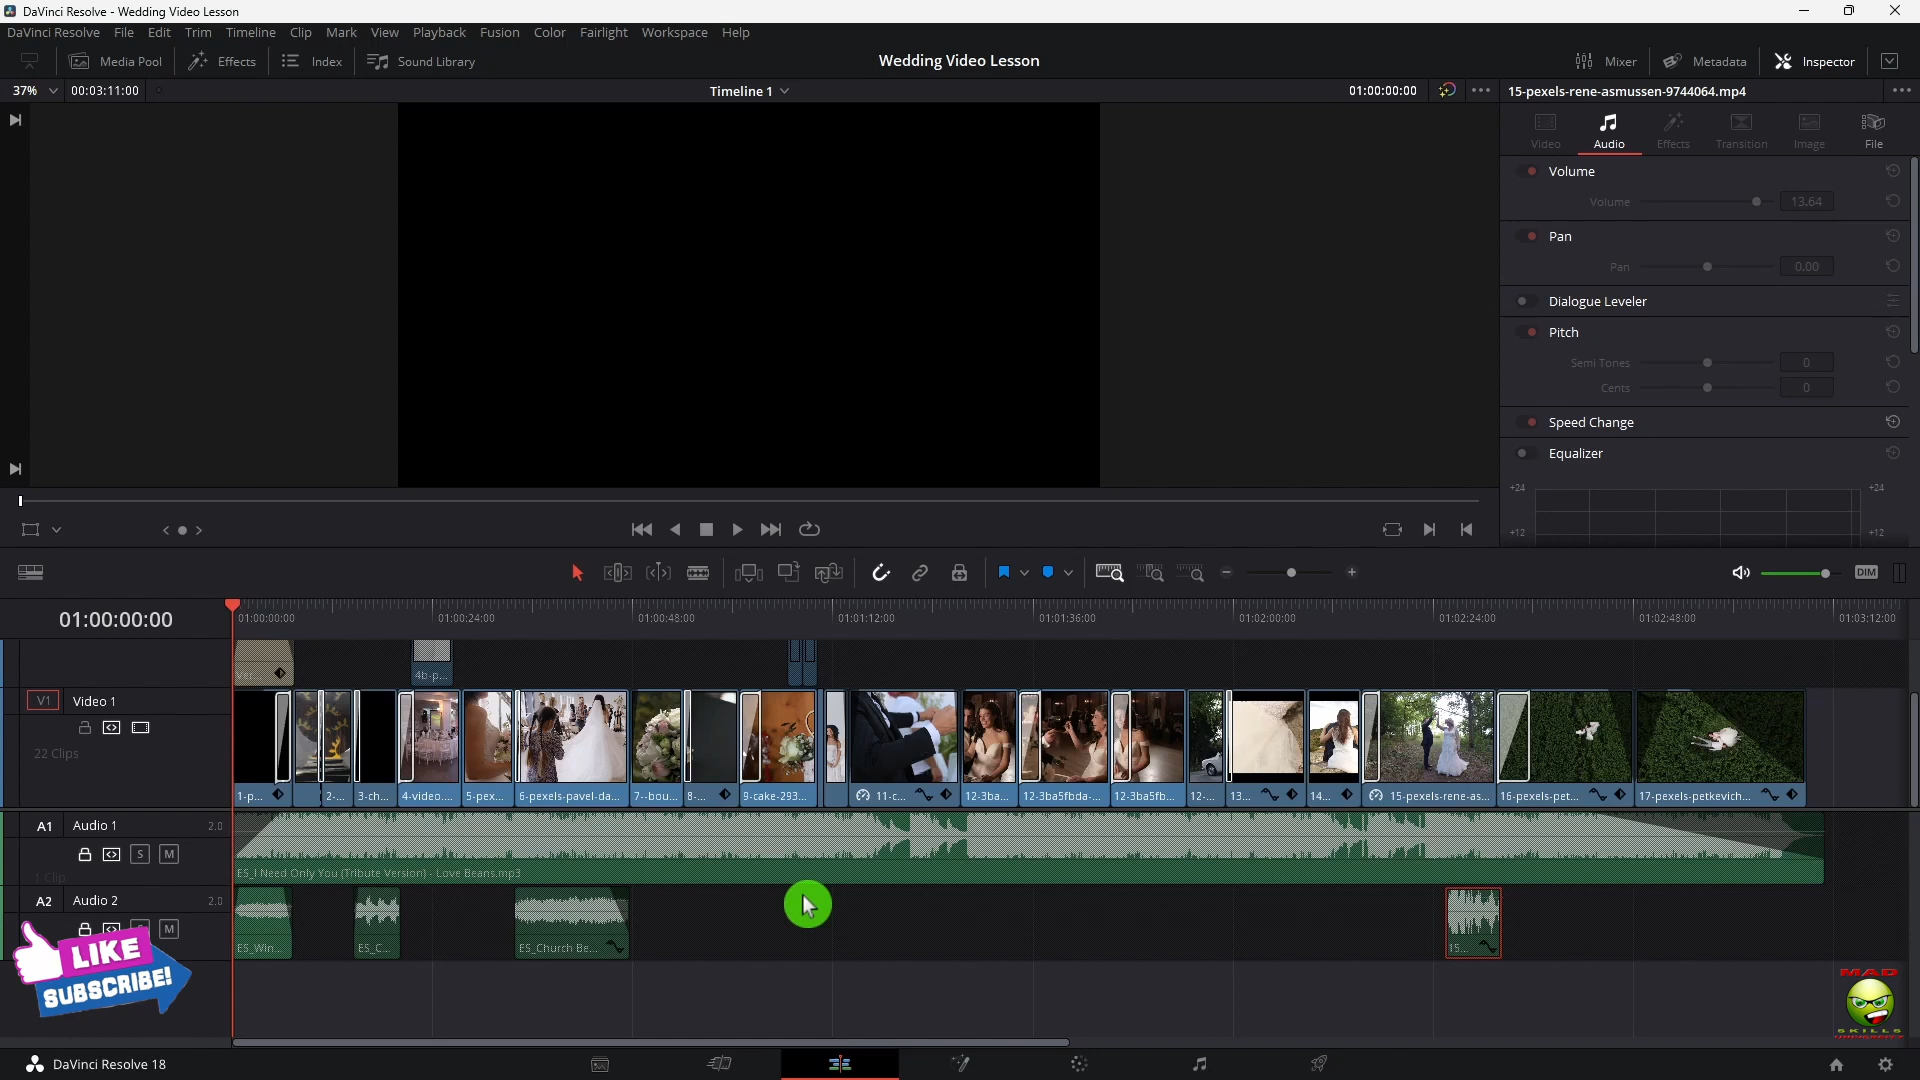 DaVinci Resolve - Wedding Video Lesson
DaVinci Resolve File Edit Trim Timeline Clip Mark View Playback Fusion Color Fairlight Workspace Help
Media Pool Effects Index Sound Library Wedding Video Lesson Mixer Metadata Inspector
37% 00:03:11:00 Timeline 1 01:00:00:00 15-pexels-rene-asmussen-9744064.mp4
Video Audio Effects Transition Image File
Volume
Volume 13.64
Pan
Pan 0.00
Dialogue Leveler
Pitch
Semi Tones 0
Cents 0
Speed Change
Equalizer
+24 +24
+12 +12
DIM
01:00:00:00 01:00:00:00 01:00:24:00 01:00:48:00 01:01:12:00 01:01:36:00 01:02:00:00 01:02:24:00 01:02:48:00 01:03:12:00
4b-p...
V1 Video 1
22 Clips
1-p... 2-... 3-ch... 4-video... 5-pex... 6-pexels-pavel-da... 7--bou... 8-... 9-cake-293... 11-c... 12-3ba... 12-3ba5fbda-... 12-3ba5fb... 12-... 13... 14... 15-pexels-rene-as... 16-pexels-pet... 17-pexels-petkevich...
A1 Audio 1 2.0
S M
1 Clip
ES_I Need Only You (Tribute Version) - Love Beans.mp3
A2 Audio 2 2.0
M
ES_Win... ES_C... ES_Church Be... 15...
LIKE
SUBSCRIBE!
MAD
SKILLS
DaVinci Resolve 18